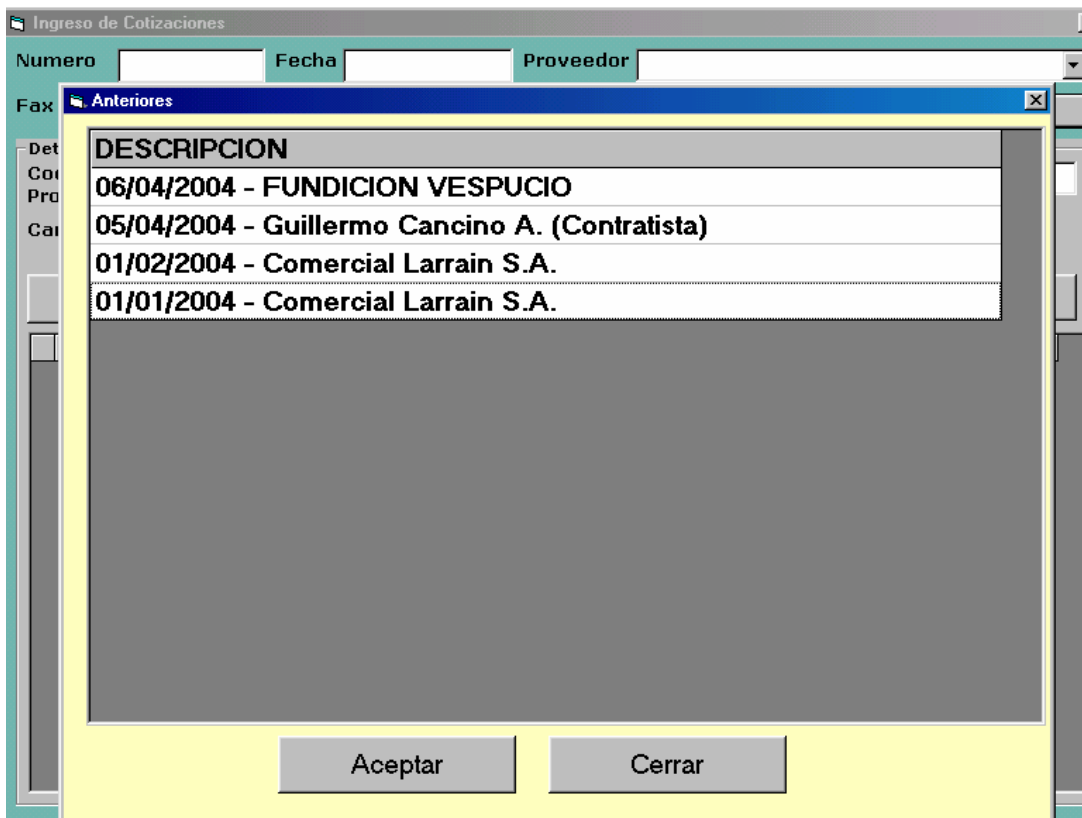 Ingreso de Cotizaciones
Numero Fecha Proveedor
Fax
Anteriores
DESCRIPCION
06/04/2004 - FUNDICION VESPUCIO
05/04/2004 - Guillermo Cancino A. (Contratista)
01/02/2004 - Comercial Larrain S.A.
01/01/2004 - Comercial Larrain S.A.
Aceptar Cerrar